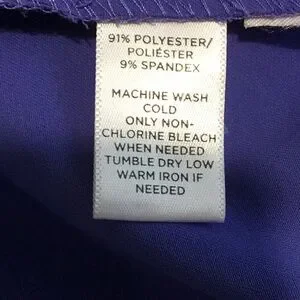 91% POLYESTER/
POLIÉSTER
9% SPANDEX
MACHINE WASH
COLD
ONLY NON-
CHLORINE BLEACH
WHEN NEEDED
TUMBLE DRY LOW
WARM IRON IF
NEEDED